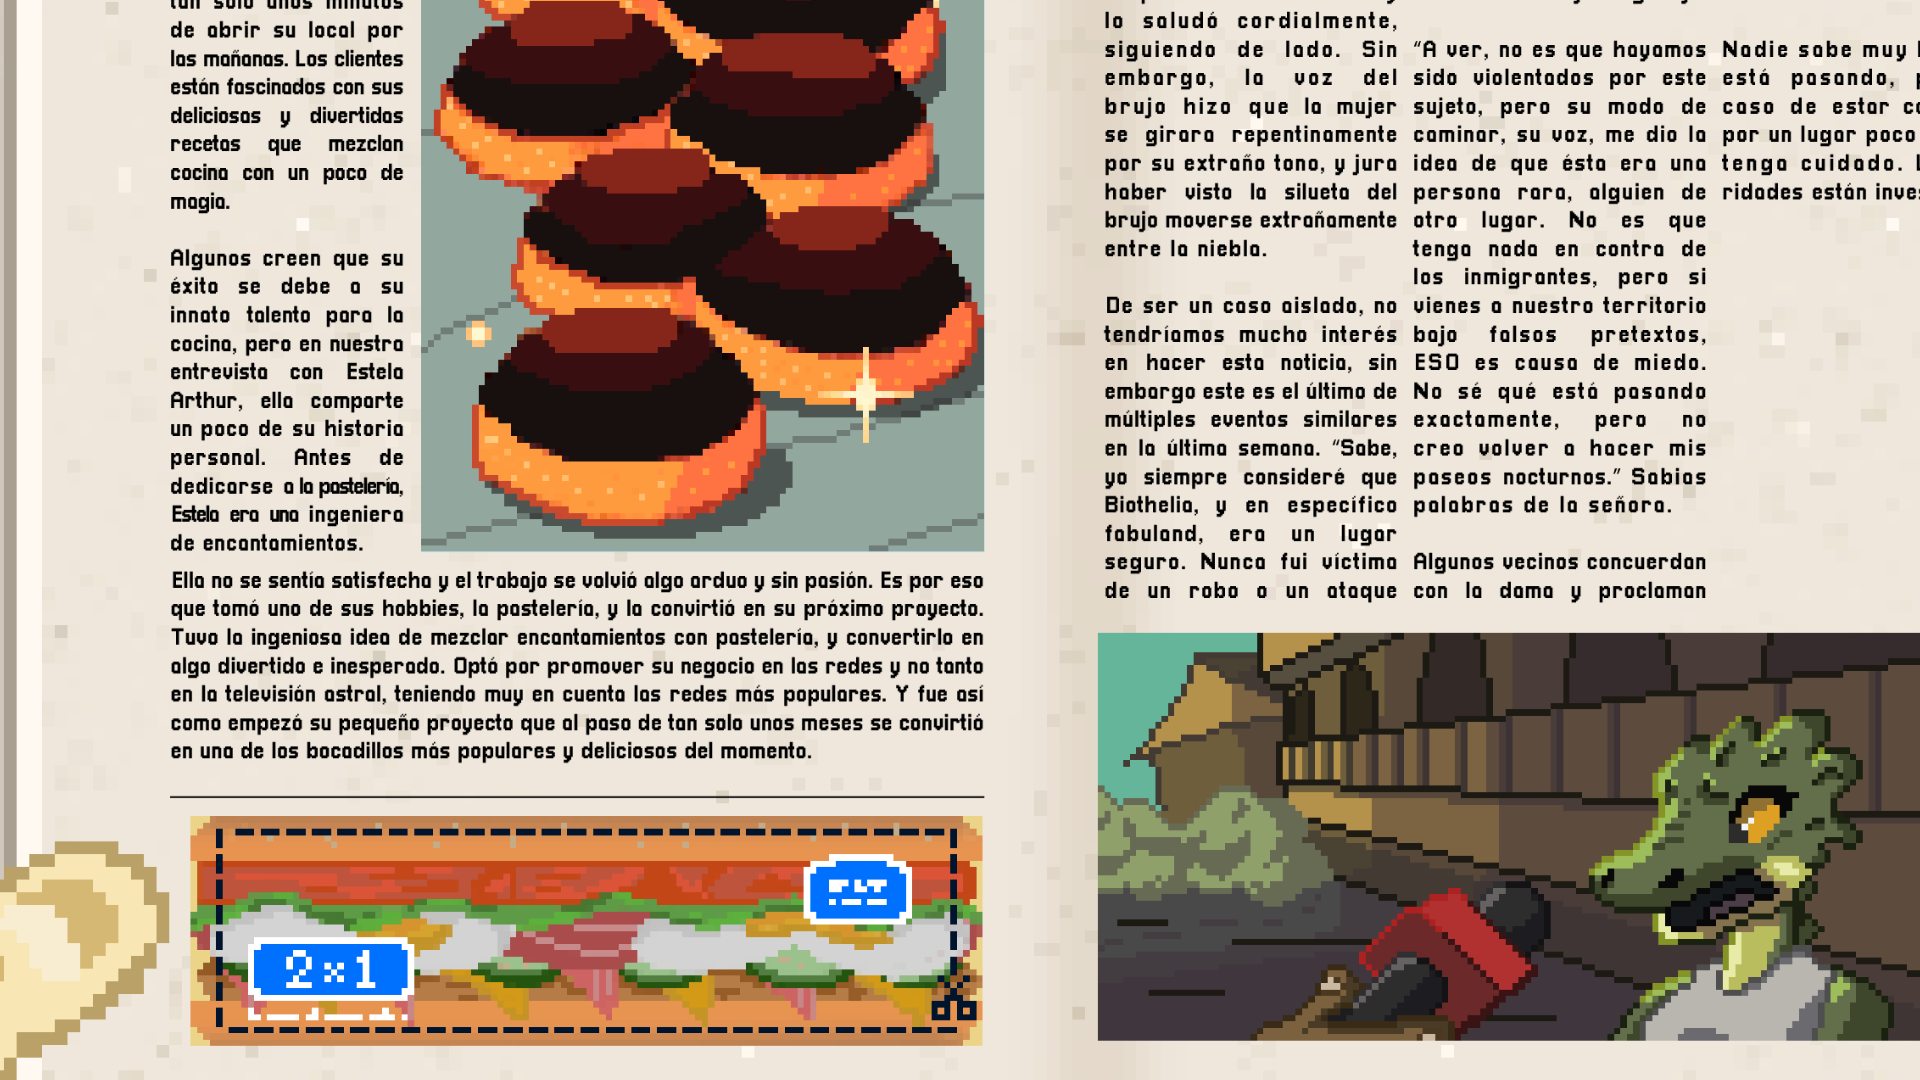 tan solo unos minutos
de abrir su local por
las mañanas. Los clientes
están fascinados con sus
deliciosas y divertidas
recetas que mezclan
cocina con un poco de
magia.
Algunos creen que su
éxito se debe a su
innato talento para la
cocina, pero en nuestra
entrevista con Estela
Arthur, ella comparte
un poco de su historia
personal. Antes de
dedicarse a la pastelería,
Estela era una ingeniera
de encantamientos.
Ella no se sentía satisfecha y el trabajo se volvió algo arduo y sin pasión. Es por eso
que tomó uno de sus hobbies, la pastelería, y la convirtió en su próximo proyecto.
Tuvo la ingeniosa idea de mezclar encantamientos con pastelería, y convertirlo en
algo divertido e inesperado. Optó por promover su negocio en las redes y no tanto
en la televisión astral, teniendo muy en cuenta las redes más populares. Y fue así
como empezó su pequeño proyecto que al paso de tan solo unos meses se convirtió
en una de los bocadillos más populares y deliciosos del momento.
2x1
lo saludó cordialmente,
siguiendo de lado. Sin
embargo, la voz del
brujo hizo que la mujer
se girara repentinamente
por su extraño tono, y jura
haber visto la silueta del
brujo moverse extrañamente
entre la niebla.
De ser un caso aislado, no
tendríamos mucho interés
en hacer esta noticia, sin
embargo este es el último de
múltiples eventos similares
en la última semana. "Sabe,
yo siempre consideré que
Biothelia, y en específico
fabuland, era un lugar
seguro. Nunca fui víctima
de un robo o un ataque
"A ver, no es que hayamos
sido violentados por este
sujeto, pero su modo de
caminar, su voz, me dio la
idea de que ésta era una
persona rara, alguien de
otro lugar. No es que
tenga nada en contra de
los inmigrantes, pero si
vienes a nuestro territorio
bajo falsos pretextos,
ESO es causa de miedo.
No sé qué está pasando
exactamente, pero no
creo volver a hacer mis
paseos nocturnos." Sabias
palabras de la señora.
Algunos vecinos concuerdan
con la dama y proclaman
Nadie sabe muy
está pasando,
caso de estar
por un lugar poco
tenga cuidado.
ridades están